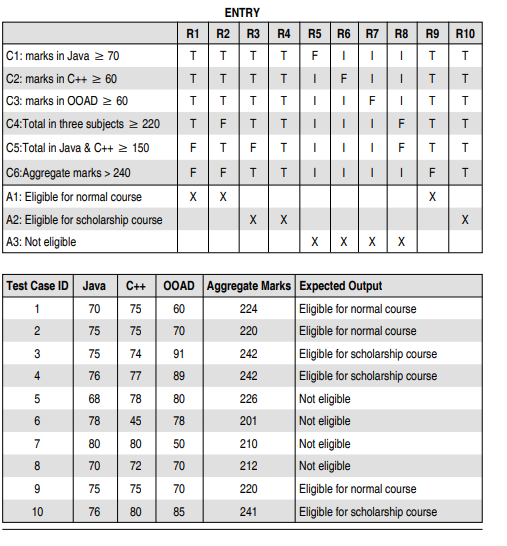 ENTRY
R1 R2 R3 R4 R5 R6 R7 R8 R9 R10
C1: marks in Java ≥ 70 T T T T F I I I T T
C2: marks in C++ ≥ 60 T T T T I F I I T T
C3: marks in OOAD ≥ 60 T T T T I I F I T T
C4:Total in three subjects ≥ 220 T F T T I I I F T T
C5:Total in Java & C++ ≥ 150 F T F T I I I F T T
C6:Aggregate marks > 240 F F T T I I I I F T
A1: Eligible for normal course X X X
A2: Eligible for scholarship course X X X
A3: Not eligible X X X X
Test Case ID Java C++ OOAD Aggregate Marks Expected Output
1 70 75 60 224 Eligible for normal course
2 75 75 70 220 Eligible for normal course
3 75 74 91 242 Eligible for scholarship course
4 76 77 89 242 Eligible for scholarship course
5 68 78 80 226 Not eligible
6 78 45 78 201 Not eligible
7 80 80 50 210 Not eligible
8 70 72 70 212 Not eligible
9 75 75 70 220 Eligible for normal course
10 76 80 85 241 Eligible for scholarship course